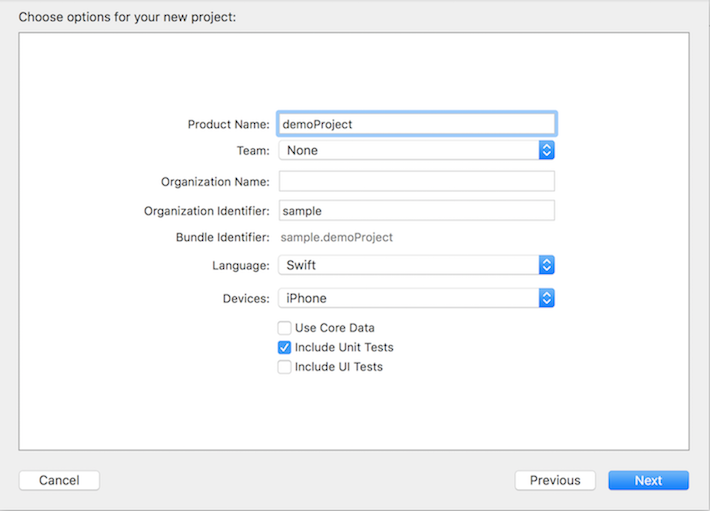 Choose options for your new project:
Product Name: demoProject
Team: None
Organization Name:
Organization Identifier: sample
Bundle Identifier: sample.demoProject
Language: Swift
Devices: iPhone
Use Core Data
Include Unit Tests
Include UI Tests
Cancel Previous Next